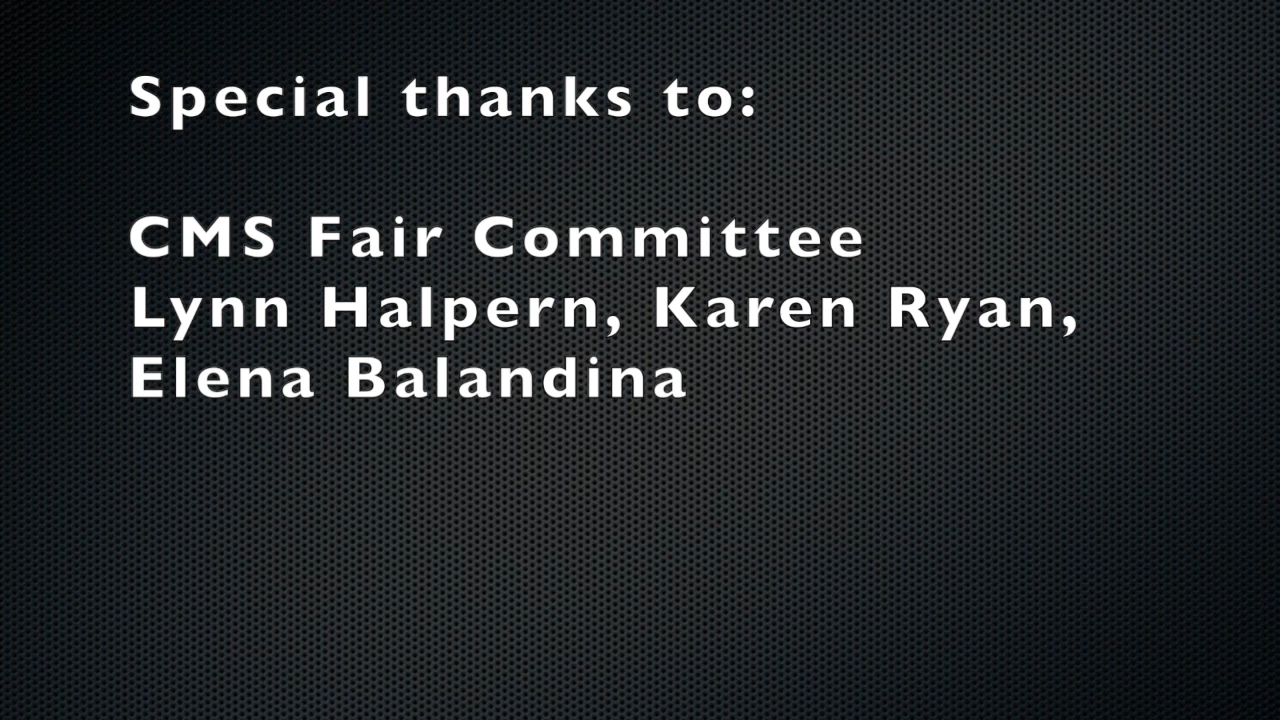 Special thanks to:
CMS Fair Committee
Lynn Halpern, Karen Ryan,
Elena Balandina